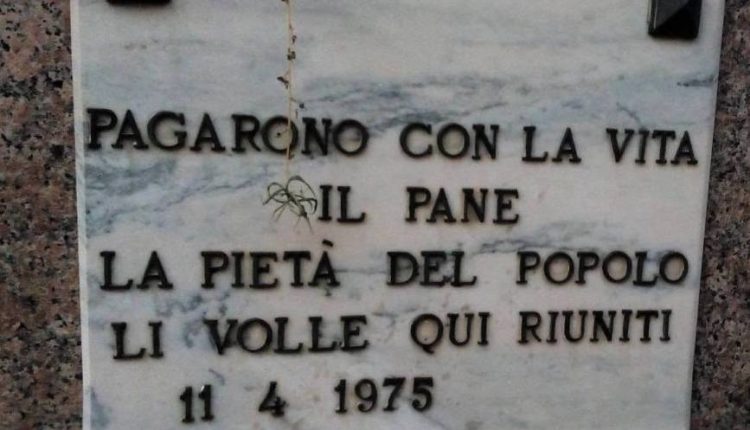 PAGARONO CON LA VITA
IL PANE
LA PIETÀ DEL POPOLO
LI VOLLE QUI RIUNITI
11 4 1975